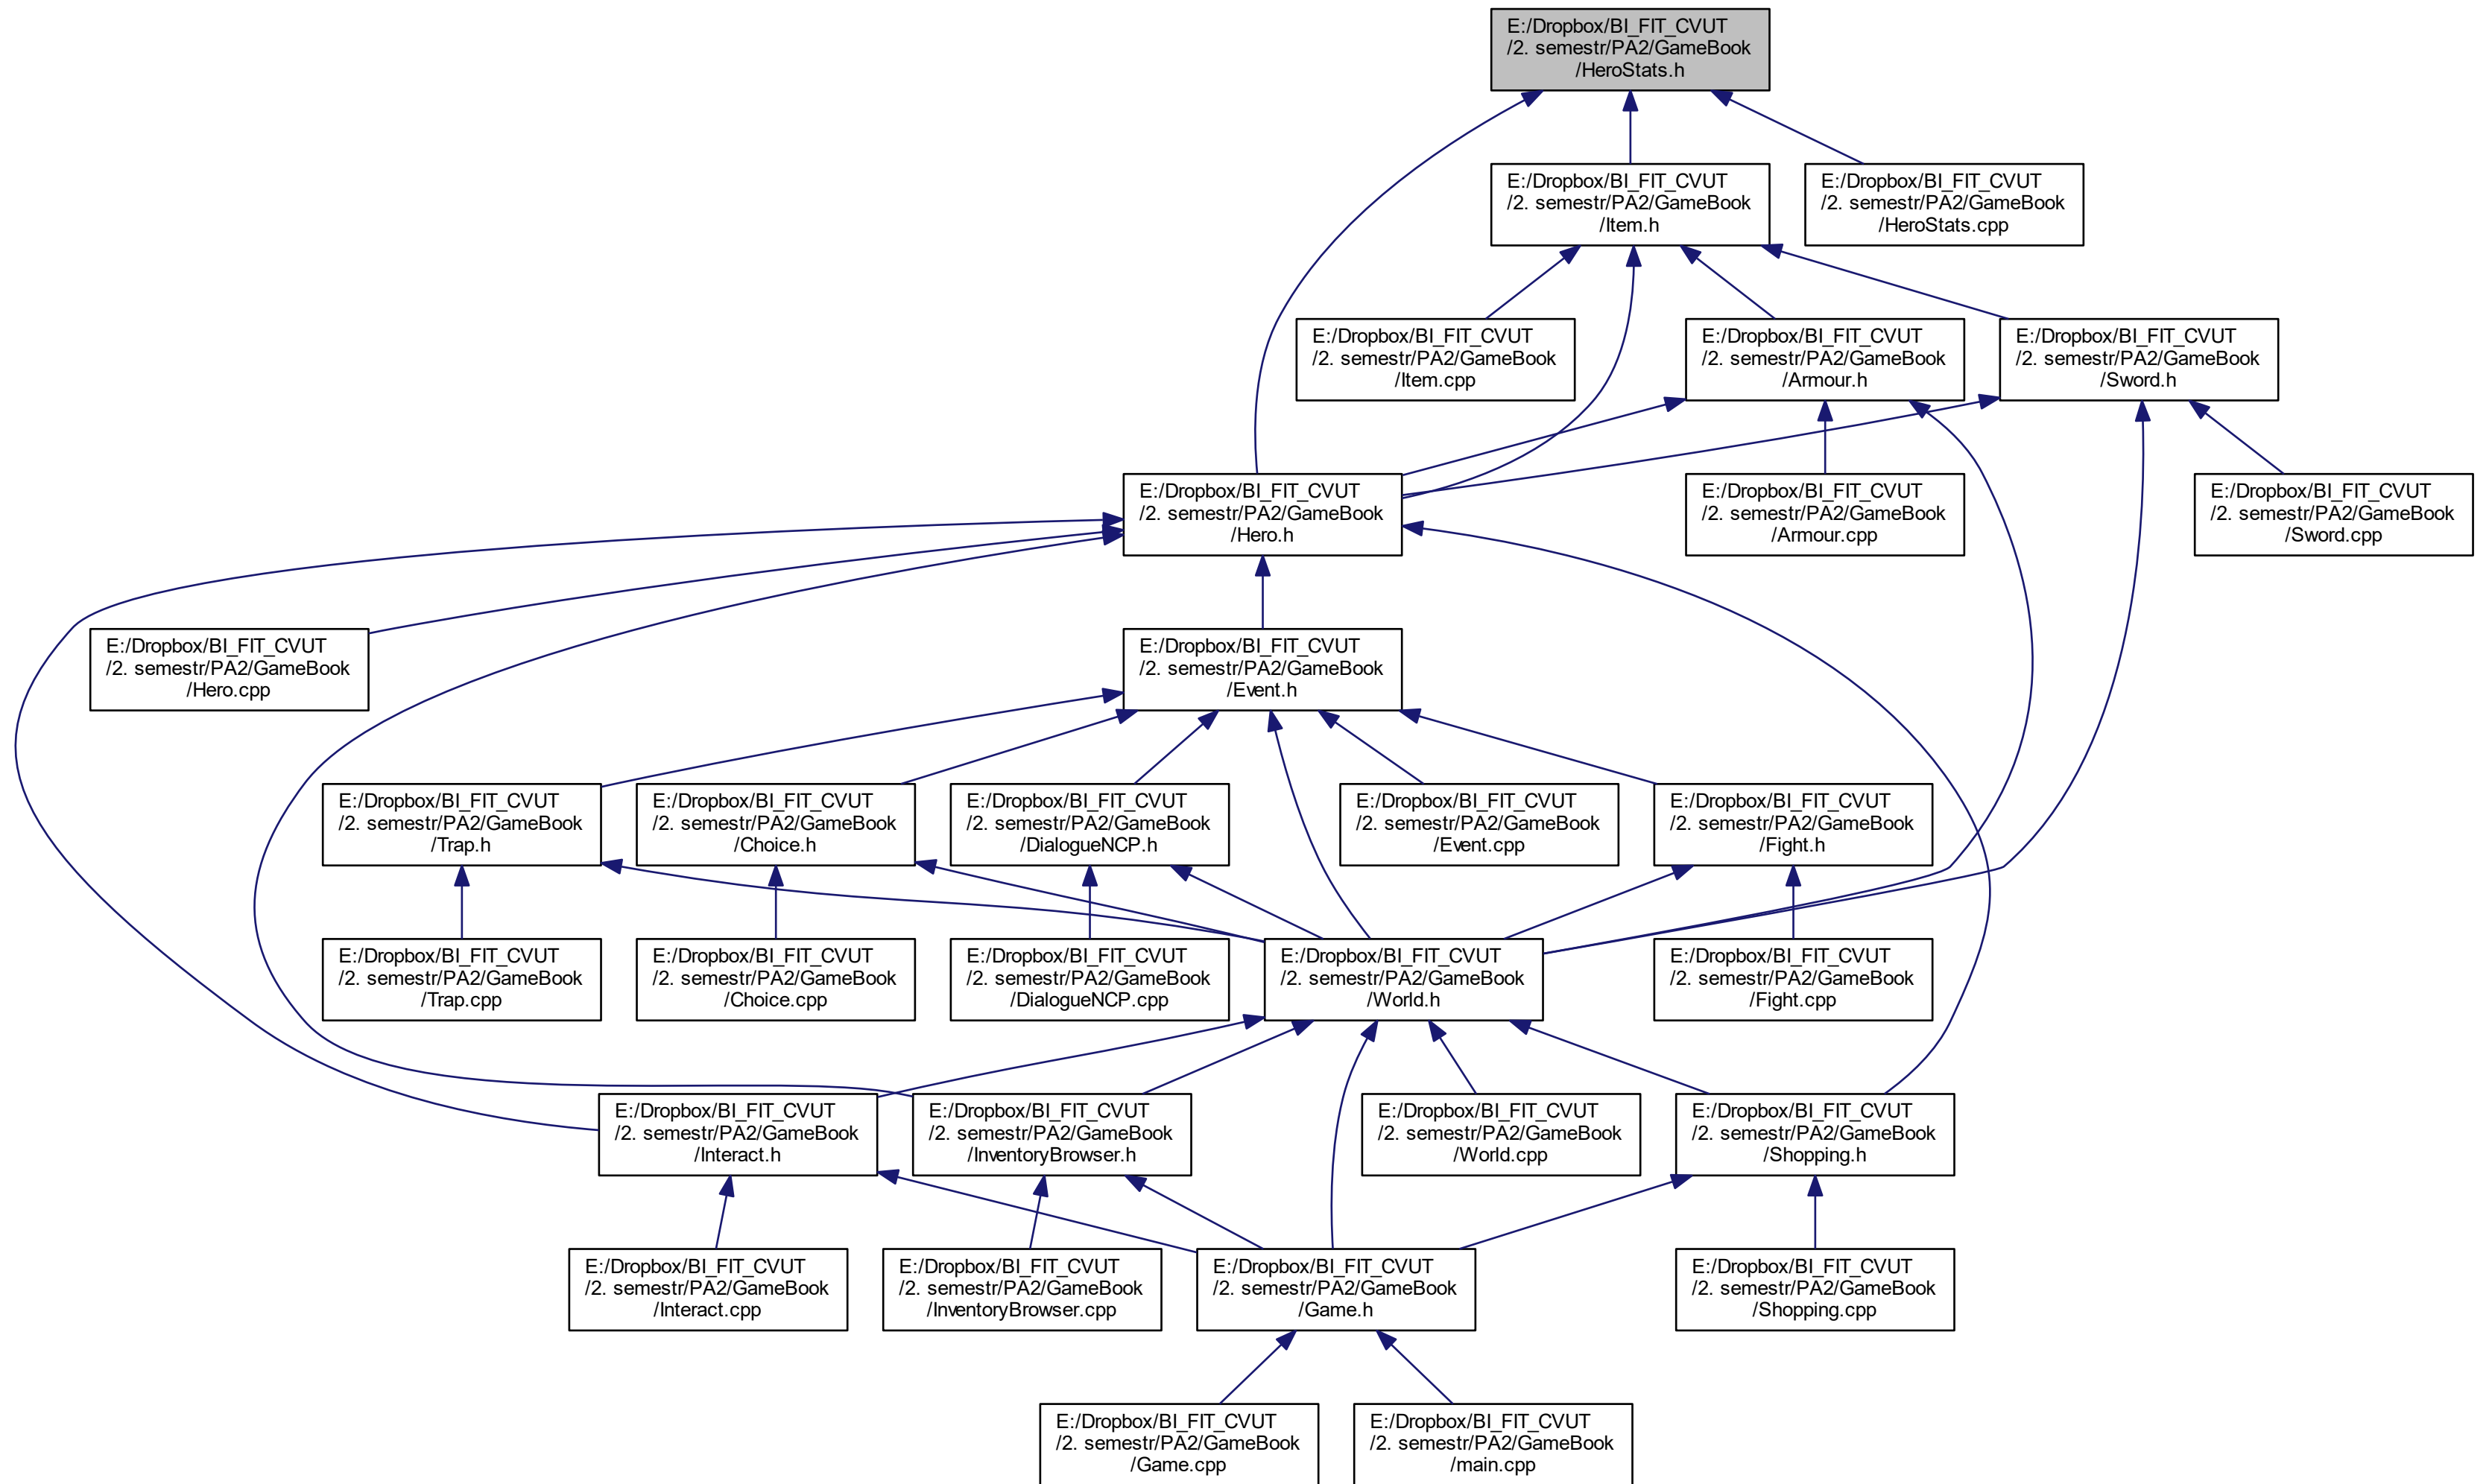 E:/Dropbox/BI_FIT_CVUT
/2. semestr/PA2/GameBook
/HeroStats.h
E:/Dropbox/BI_FIT_CVUT
/2. semestr/PA2/GameBook
/Item.h
E:/Dropbox/BI_FIT_CVUT
/2. semestr/PA2/GameBook
/HeroStats.cpp
E:/Dropbox/BI_FIT_CVUT
/2. semestr/PA2/GameBook
/Item.cpp
E:/Dropbox/BI_FIT_CVUT
/2. semestr/PA2/GameBook
/Armour.h
E:/Dropbox/BI_FIT_CVUT
/2. semestr/PA2/GameBook
/Sword.h
E:/Dropbox/BI_FIT_CVUT
/2. semestr/PA2/GameBook
/Hero.h
E:/Dropbox/BI_FIT_CVUT
/2. semestr/PA2/GameBook
/Armour.cpp
E:/Dropbox/BI_FIT_CVUT
/2. semestr/PA2/GameBook
/Sword.cpp
E:/Dropbox/BI_FIT_CVUT
/2. semestr/PA2/GameBook
/Hero.cpp
E:/Dropbox/BI_FIT_CVUT
/2. semestr/PA2/GameBook
/Event.h
E:/Dropbox/BI_FIT_CVUT
/2. semestr/PA2/GameBook
/Trap.h
E:/Dropbox/BI_FIT_CVUT
/2. semestr/PA2/GameBook
/Choice.h
E:/Dropbox/BI_FIT_CVUT
/2. semestr/PA2/GameBook
/DialogueNCP.h
E:/Dropbox/BI_FIT_CVUT
/2. semestr/PA2/GameBook
/Event.cpp
E:/Dropbox/BI_FIT_CVUT
/2. semestr/PA2/GameBook
/Fight.h
E:/Dropbox/BI_FIT_CVUT
/2. semestr/PA2/GameBook
/Trap.cpp
E:/Dropbox/BI_FIT_CVUT
/2. semestr/PA2/GameBook
/Choice.cpp
E:/Dropbox/BI_FIT_CVUT
/2. semestr/PA2/GameBook
/DialogueNCP.cpp
E:/Dropbox/BI_FIT_CVUT
/2. semestr/PA2/GameBook
/World.h
E:/Dropbox/BI_FIT_CVUT
/2. semestr/PA2/GameBook
/Fight.cpp
E:/Dropbox/BI_FIT_CVUT
/2. semestr/PA2/GameBook
/Interact.h
E:/Dropbox/BI_FIT_CVUT
/2. semestr/PA2/GameBook
/InventoryBrowser.h
E:/Dropbox/BI_FIT_CVUT
/2. semestr/PA2/GameBook
/World.cpp
E:/Dropbox/BI_FIT_CVUT
/2. semestr/PA2/GameBook
/Shopping.h
E:/Dropbox/BI_FIT_CVUT
/2. semestr/PA2/GameBook
/Interact.cpp
E:/Dropbox/BI_FIT_CVUT
/2. semestr/PA2/GameBook
/InventoryBrowser.cpp
E:/Dropbox/BI_FIT_CVUT
/2. semestr/PA2/GameBook
/Game.h
E:/Dropbox/BI_FIT_CVUT
/2. semestr/PA2/GameBook
/Shopping.cpp
E:/Dropbox/BI_FIT_CVUT
/2. semestr/PA2/GameBook
/Game.cpp
E:/Dropbox/BI_FIT_CVUT
/2. semestr/PA2/GameBook
/main.cpp